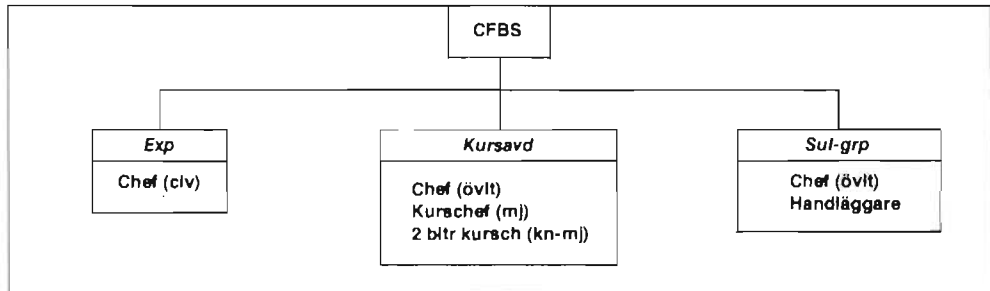 CFBS
Exp
Chef (civ)
Kursavd
Chef (övlt)
Kurschef (mj)
2 bitr kursch (kn-mj)
Sul-grp
Chef (övlt)
Handläggare